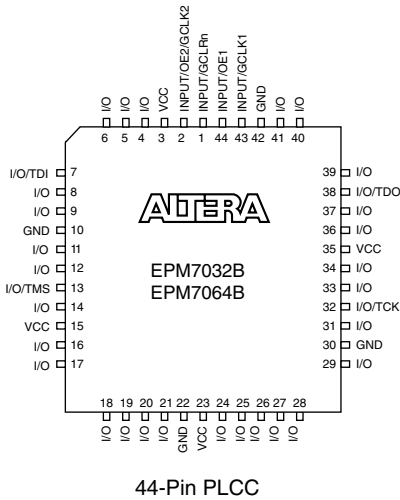 I/O I/O I/O VCC INPUT/OE2/GCLK2 INPUT/GCLRn INPUT/OE1 INPUT/GCLK1 GND I/O I/O
6 5 4 3 2 1 44 43 42 41 40
I/O/TDI 7
I/O 8
I/O 9
GND 10
I/O 11
I/O 12
I/O/TMS 13
I/O 14
VCC 15
I/O 16
I/O 17
ALTERA
EPM7032B
EPM7064B
39 I/O
38 I/O/TDO
37 I/O
36 I/O
35 VCC
34 I/O
33 I/O
32 I/O/TCK
31 I/O
30 GND
29 I/O
18 19 20 21 22 23 24 25 26 27 28
I/O I/O I/O I/O GND VCC I/O I/O I/O I/O I/O
44-Pin PLCC